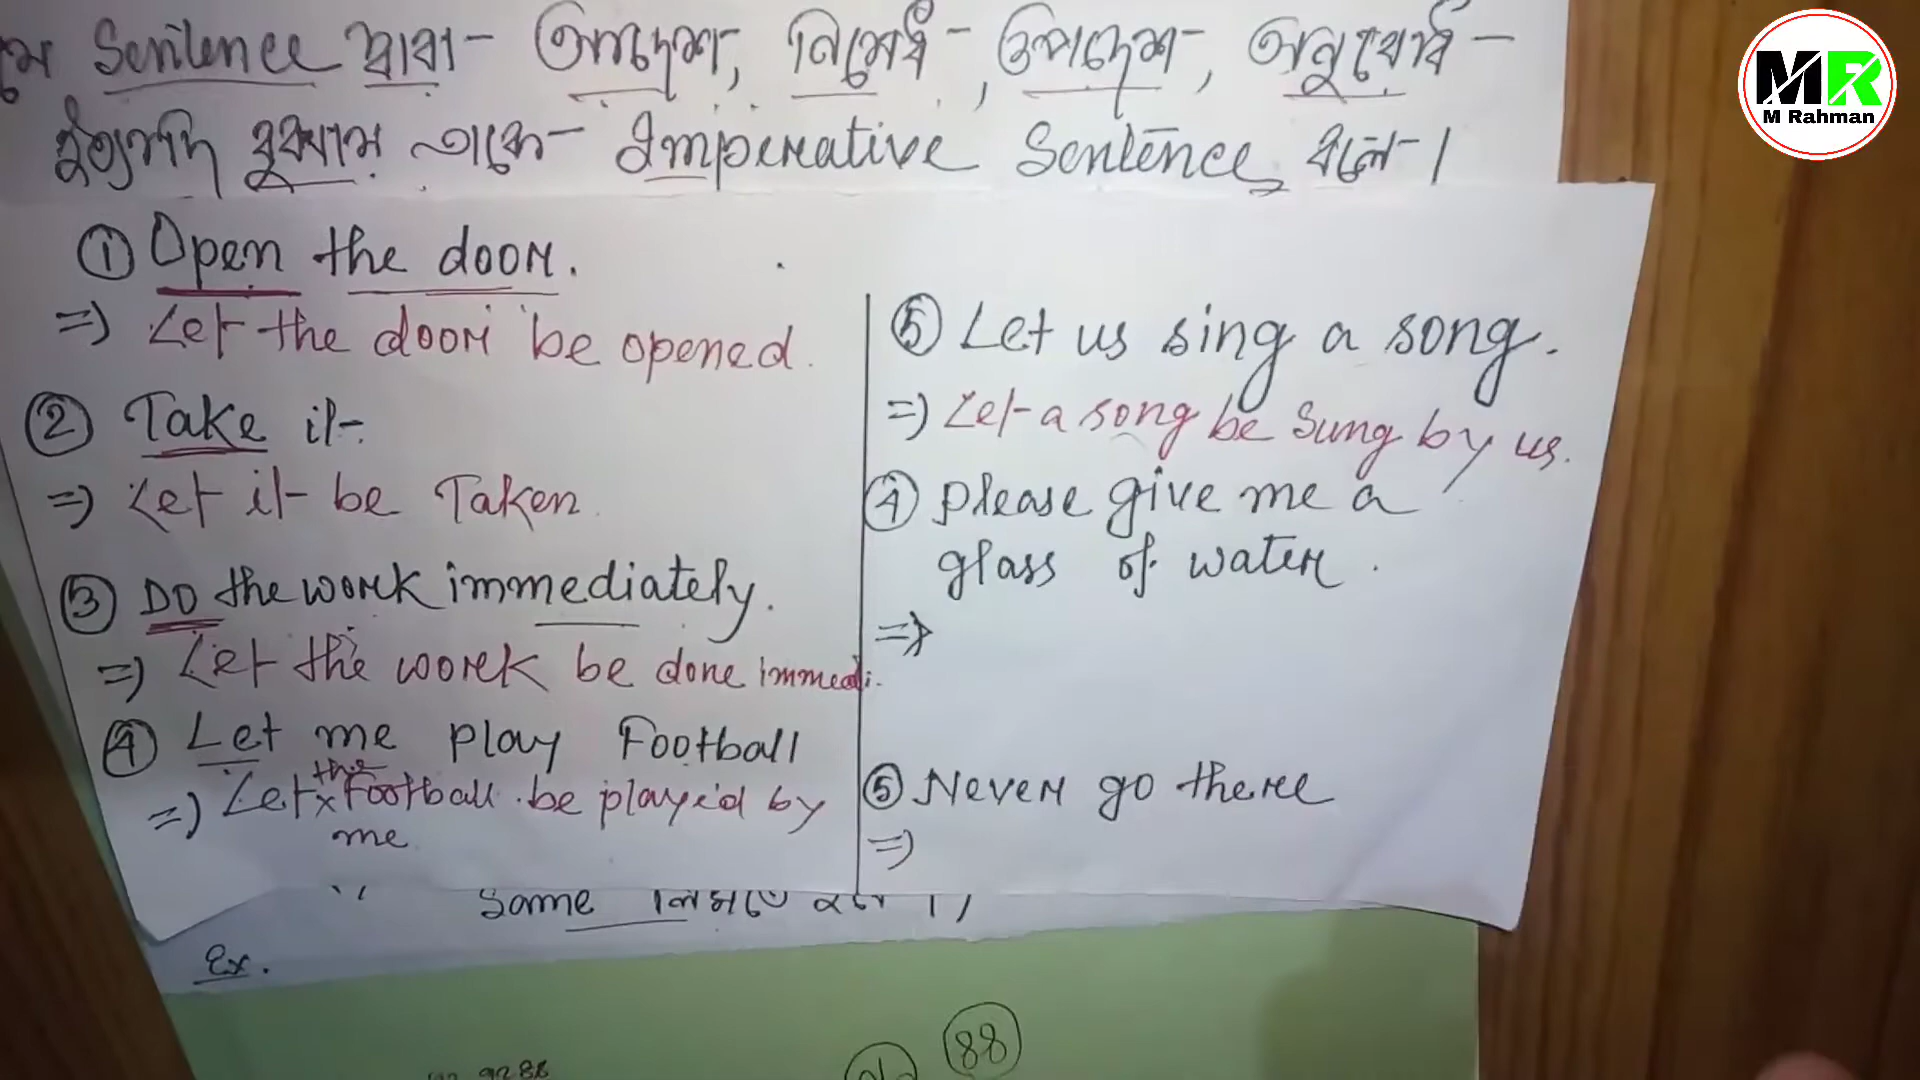 যে Sentence দ্বারা - আদেশ, নিষেধ -, উপদেশ -, অনুরোধ -
ইত্যাদি বুঝায় তাকে - Imperative Sentence বলে - ।
① Open the door.
=> Let the door be opened.
② Take it-
=> Let it be Taken
③ Do the work immediately.
=> Let the work be done immedi.
④ Let me play Football
the
=> Let x Football be played by
me
⑤ Let us sing a song.
=> Let a song be Sung by us.
④ please give me a
glass of water.
=>
⑤ Never go there
=>
Same
Ex.
88
MR
M Rahman